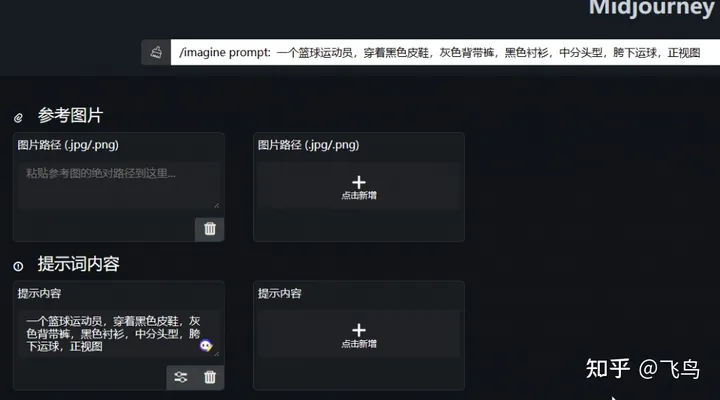 Midjourney
/imagine prompt: 一个篮球运动员，穿着黑色皮鞋，灰色背带裤，黑色衬衫，中分头型，胯下运球，正视图
参考图片
图片路径 (.jpg/.png)
图片路径 (.jpg/.png)
粘贴参考图的绝对路径到这里...
点击新增
提示词内容
提示内容
提示内容
一个篮球运动员，穿着黑色皮鞋，灰
色背带裤，黑色衬衫，中分头型，胯
下运球，正视图
点击新增
知乎 @飞鸟